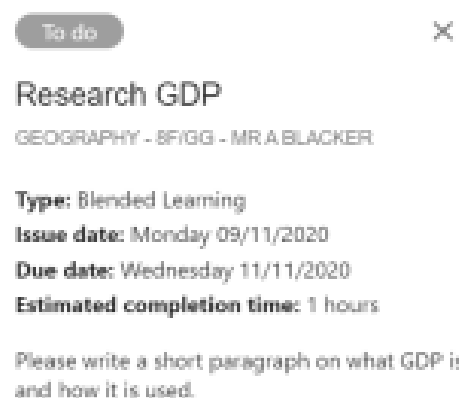 To do
Research GDP
GEOGRAPHY - 8F/GG - MR A BLACKER
Type: Blended Learning
Issue date: Monday 09/11/2020
Due date: Wednesday 11/11/2020
Estimated completion time: 1 hours
Please write a short paragraph on what GDP is
and how it is used.